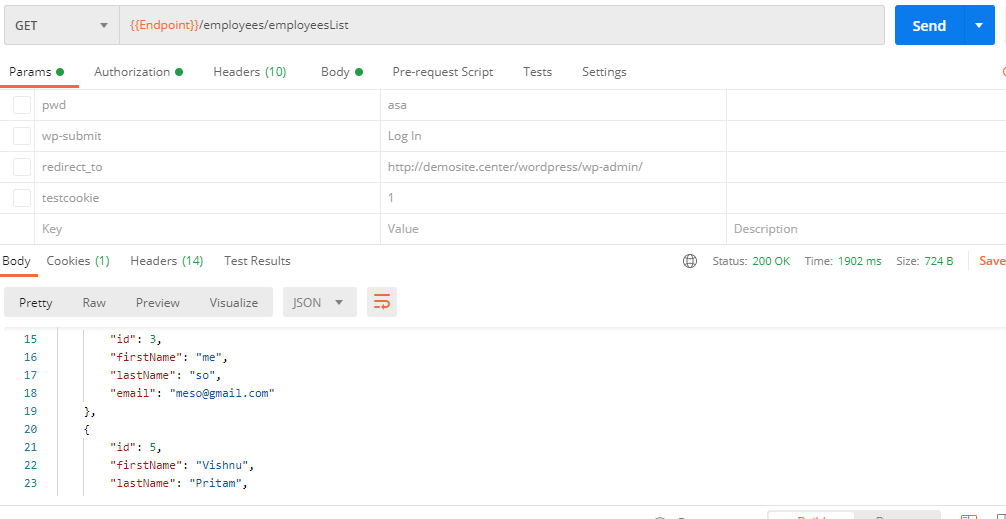 GET {{Endpoint}}/employees/employeesList Send
Params Authorization Headers (10) Body Pre-request Script Tests Settings
pwd asa
wp-submit Log In
redirect_to http://demosite.center/wordpress/wp-admin/
testcookie 1
Key Value Description
Body Cookies (1) Headers (14) Test Results Status: 200 OK Time: 1902 ms Size: 724 B Save
Pretty Raw Preview Visualize JSON
15 "id": 3,
16 "firstName": "me",
17 "lastName": "so",
18 "email": "meso@gmail.com"
19 },
20 {
21 "id": 5,
22 "firstName": "Vishnu",
23 "lastName": "Pritam",